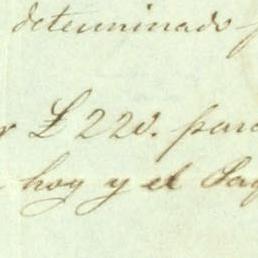 determinado
£220. para
hoy y el